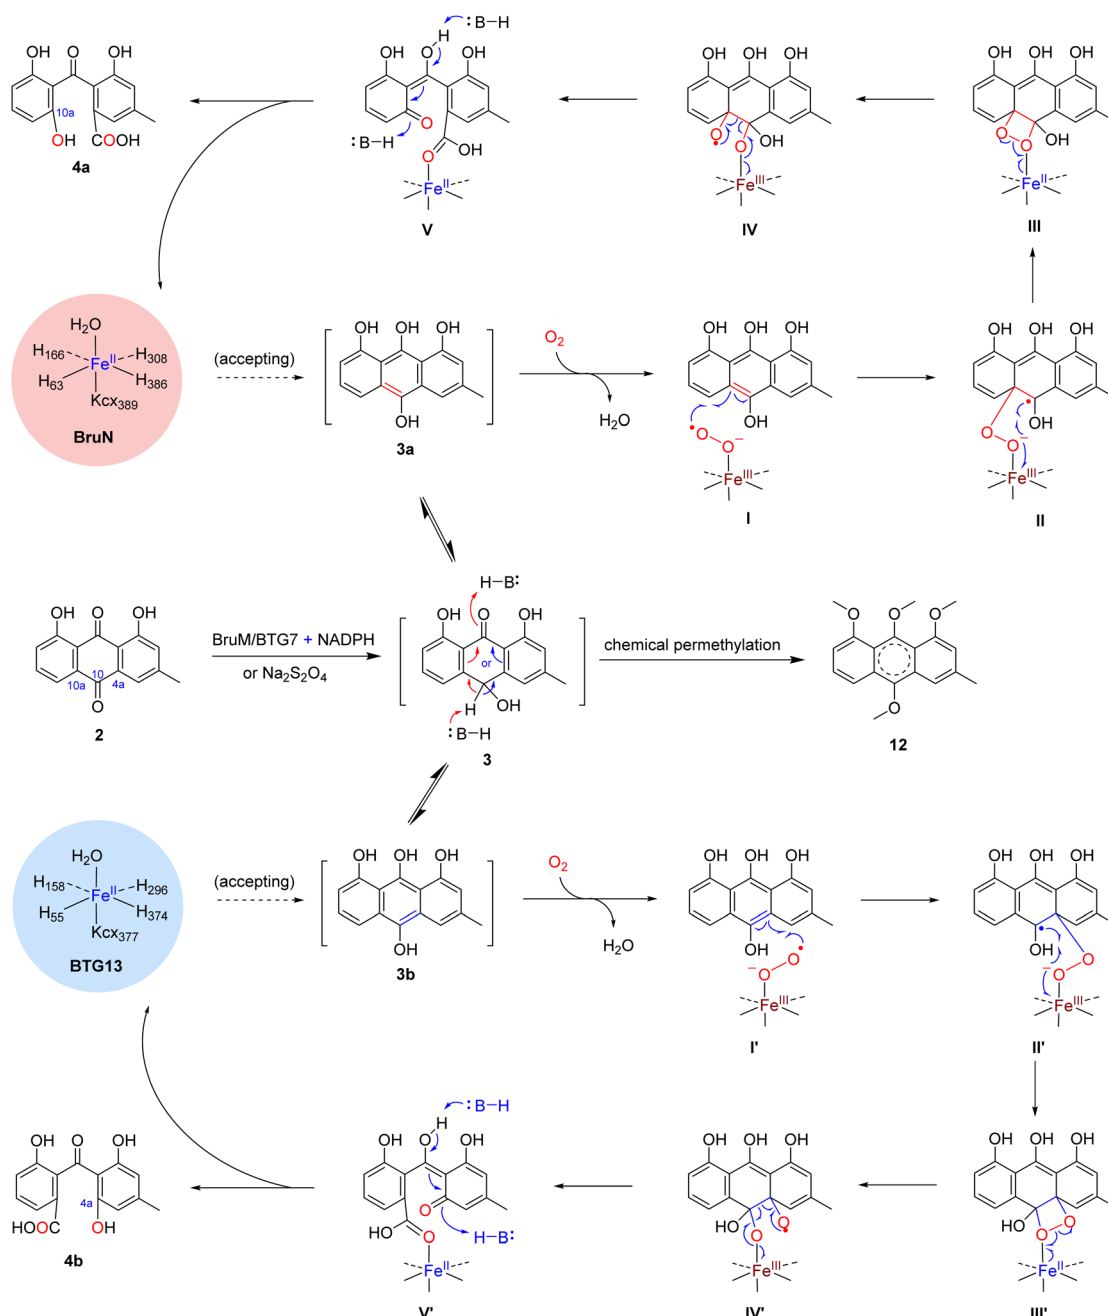 OH O OH
10a
OH COOH
4a
H :B–H
OH O OH
:B–H O
O OH
Fe^II
V
OH OH OH
O• OH
O
Fe^III
IV
OH OH OH
O OH
O
Fe^II
III
H₂O
H₁₆₆ Fe^II H₃₀₈
H₆₃ H₃₈₆
Kcx₃₈₉
BruN
(accepting)
OH OH OH
OH
3a
O₂
H₂O
OH OH OH
OH
•O O⁻
Fe^III
I
OH OH OH
• OH
O O⁻
Fe^III
II
OH O OH
10a 10 4a
O
2
BruM/BTG7 + NADPH
or Na₂S₂O₄
H–B:
OH O OH
or
H OH
:B–H
3
chemical permethylation
O O O
O
12
H₂O
H₁₅₈ Fe^II H₂₉₆
H₅₅ H₃₇₄
Kcx₃₇₇
BTG13
(accepting)
OH OH OH
OH
3b
O₂
H₂O
OH OH OH
OH
⁻O O•
Fe^III
I'
OH OH OH
• OH
⁻O O
Fe^III
II'
OH O OH
4a
HOOC OH
4b
H :B–H
OH O OH
O
HO O H–B:
Fe^II
V'
OH OH OH
HO O•
O
Fe^III
IV'
OH OH OH
HO O
O
Fe^II
III'